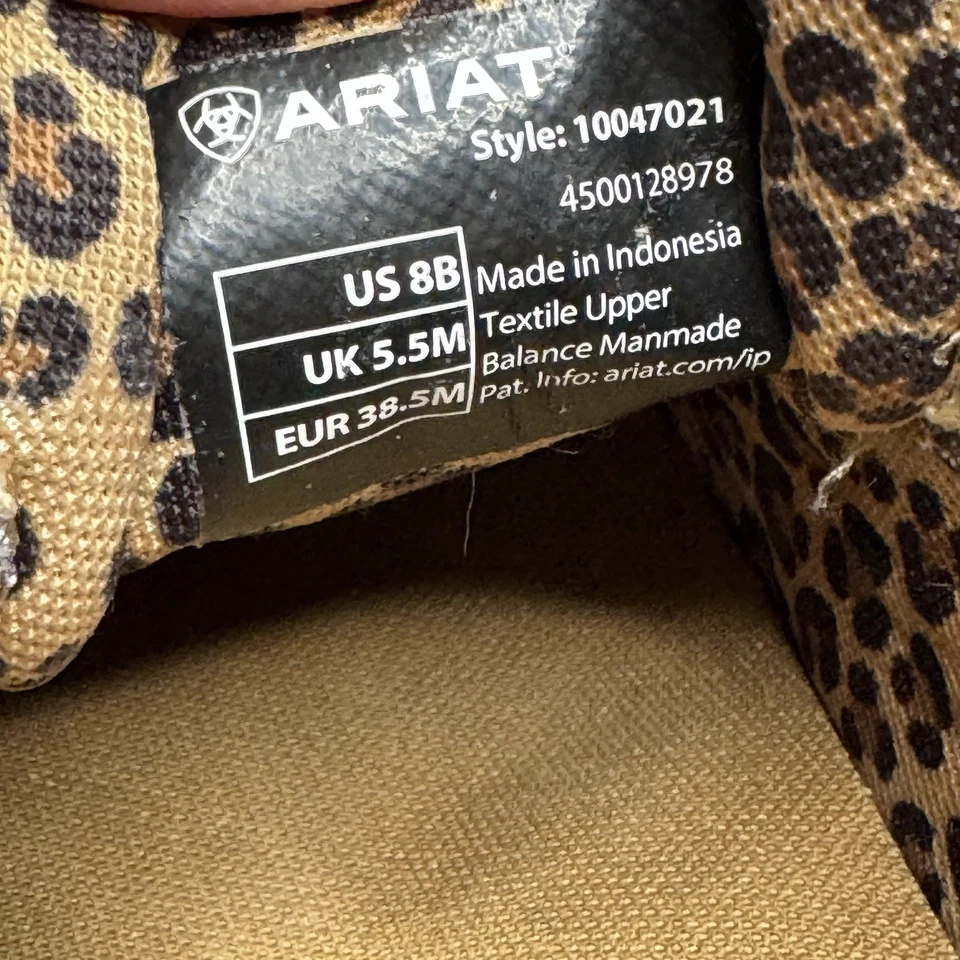 ARIAT
Style: 10047021
4500128978
US 8B
UK 5.5M
EUR 38.5M
Made in Indonesia
Textile Upper
Balance Manmade
Pat. Info: ariat.com/ip